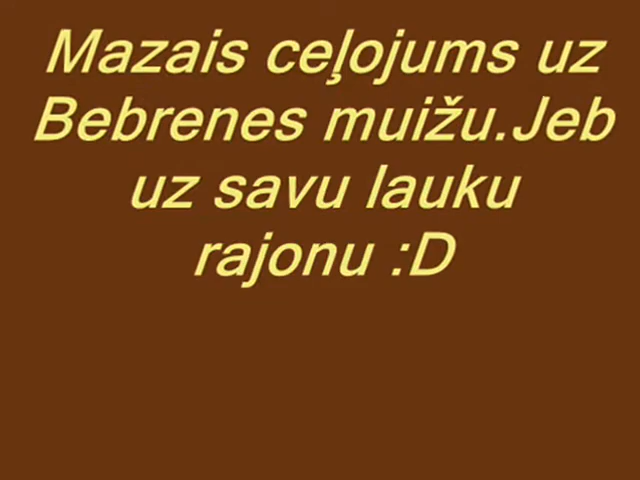 Mazais ceļojums uz
Bebrenes muižu.Jeb
uz savu lauku
rajonu :D